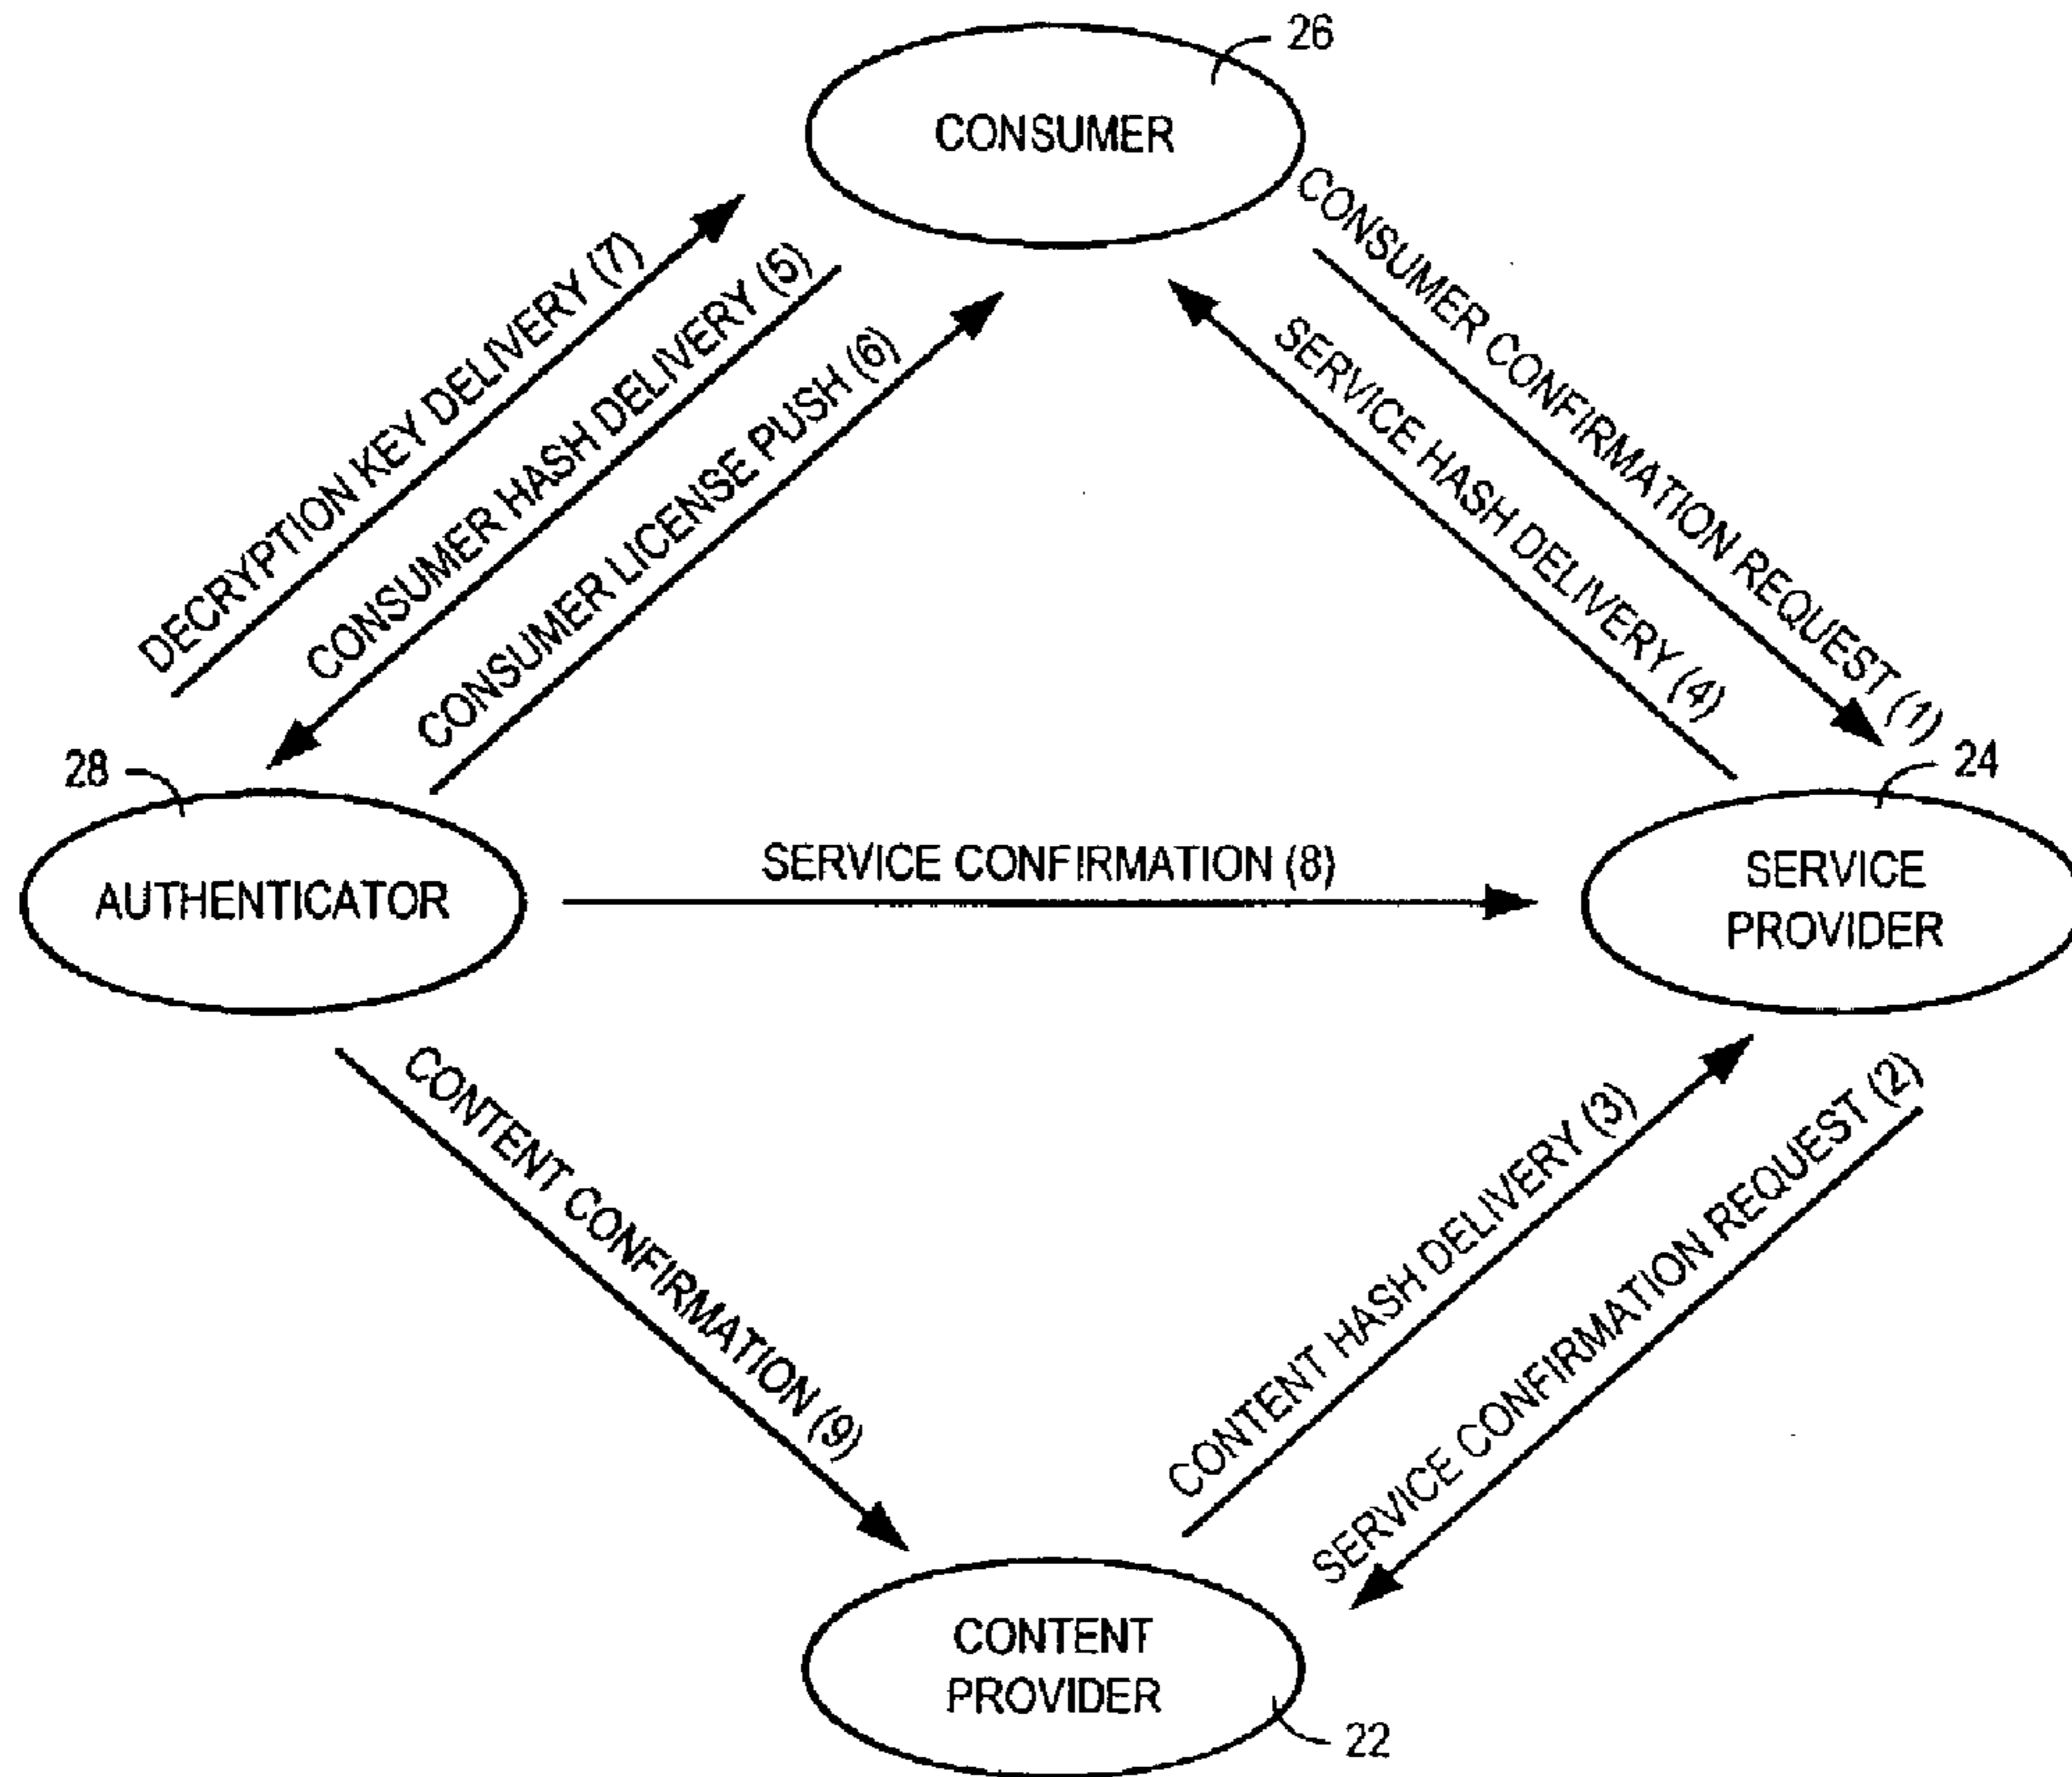 26
CONSUMER
CONSUMER CONFIRMATION REQUEST (1)
SERVICE HASH DELIVERY (4)
DECRYPTION KEY DELIVERY (7)
CONSUMER HASH DELIVERY (5)
CONSUMER LICENSE PUSH (6)
28
24
AUTHENTICATOR
SERVICE CONFIRMATION (8)
SERVICE
PROVIDER
CONTENT CONFIRMATION (9)
CONTENT HASH DELIVERY (3)
SERVICE CONFIRMATION REQUEST (2)
CONTENT
PROVIDER
22